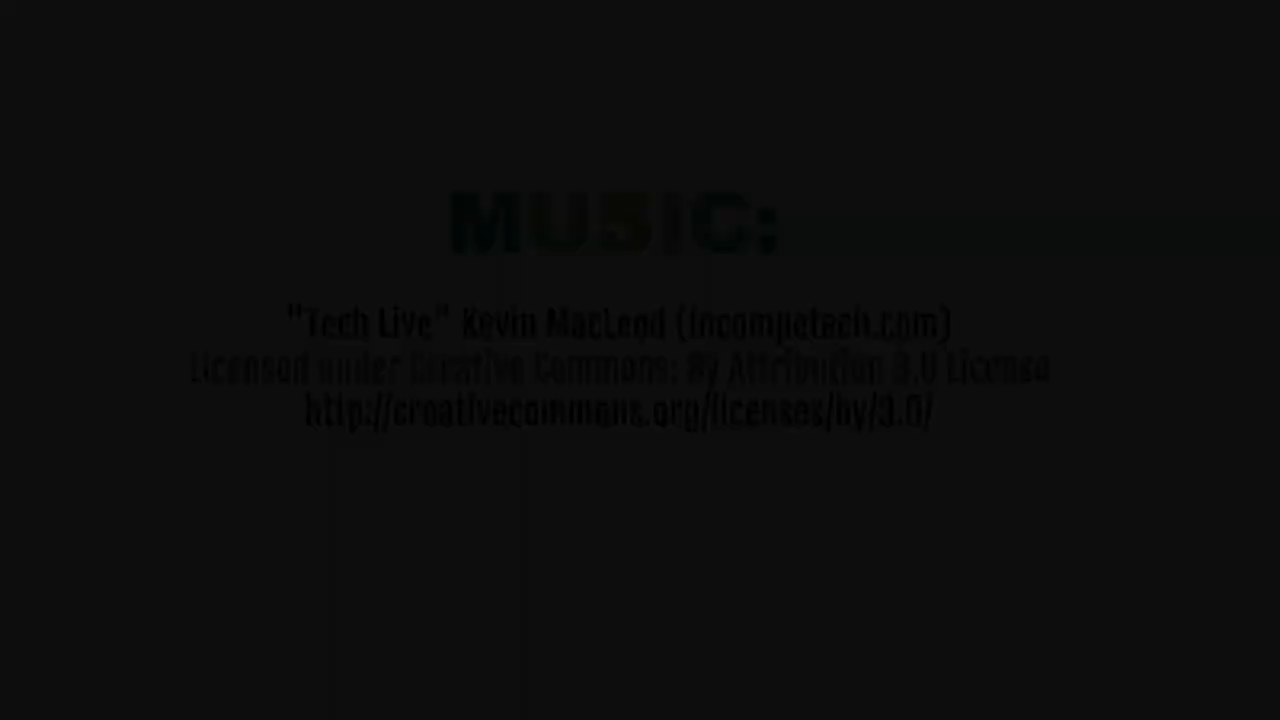 MUSIC:
"Tech Live" Kevin MacLeod (incompetech.com)
Licensed under Creative Commons: By Attribution 3.0 License
http://creativecommons.org/licenses/by/3.0/